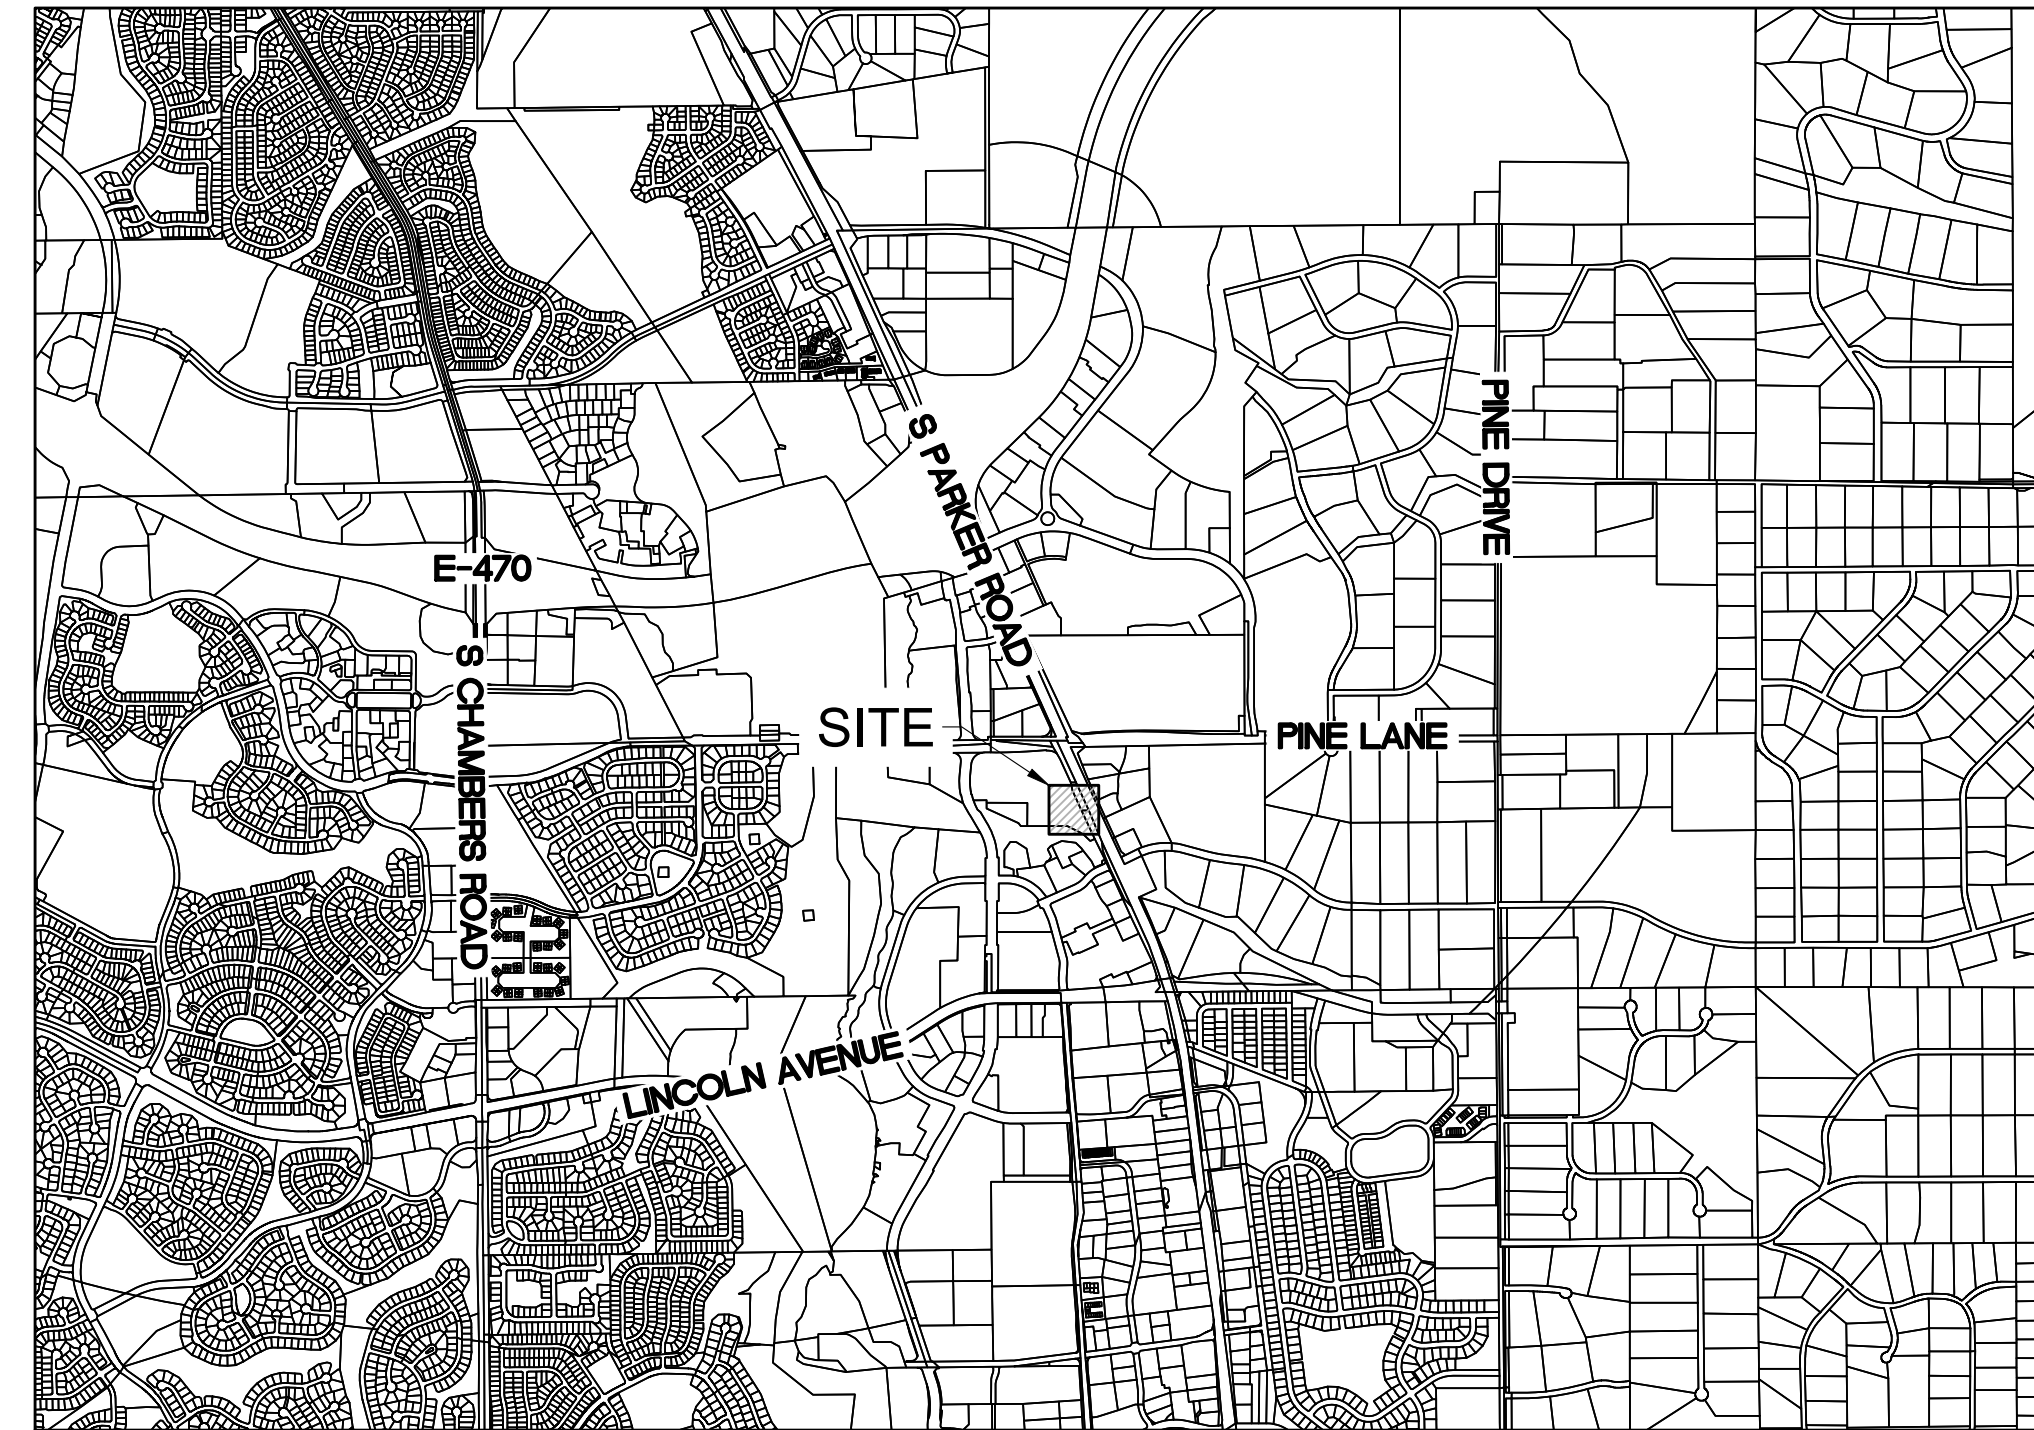 S PARKER ROAD
PINE DRIVE
E-470
S CHAMBERS ROAD
SITE
PINE LANE
LINCOLN AVENUE